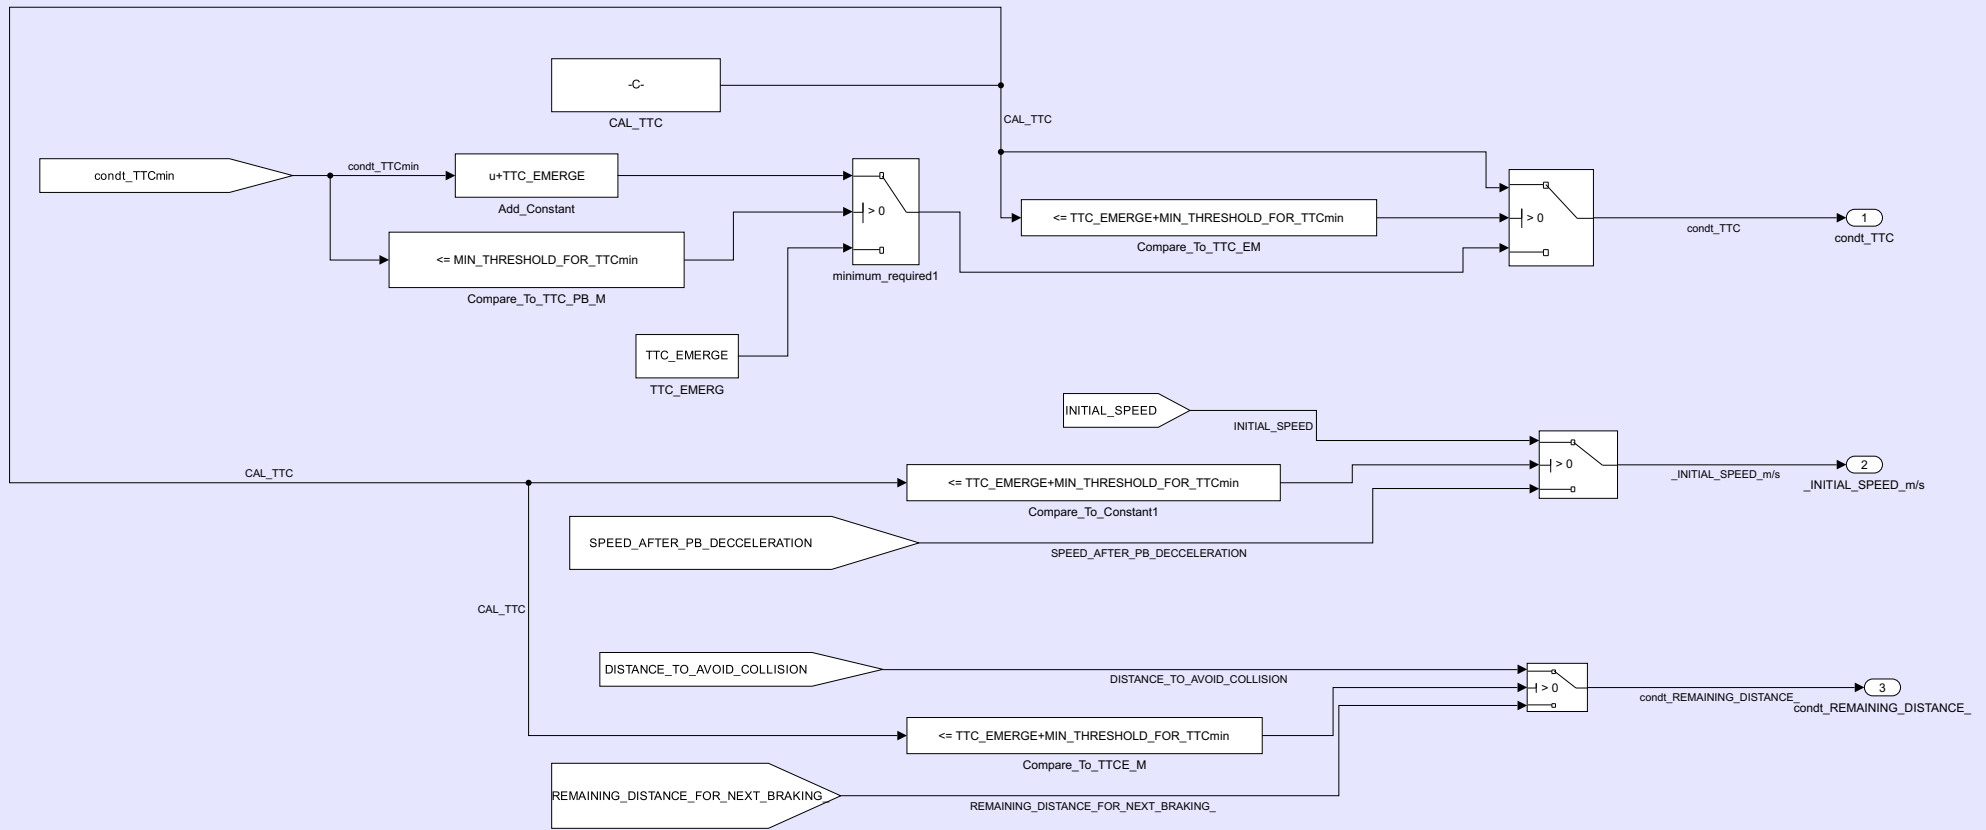 -C-
CAL_TTC
CAL_TTC
condt_TTCmin
condt_TTCmin
u+TTC_EMERGE
Add_Constant
> 0
minimum_required1
<= MIN_THRESHOLD_FOR_TTCmin
Compare_To_TTC_PB_M
TTC_EMERGE
TTC_EMERG
<= TTC_EMERGE+MIN_THRESHOLD_FOR_TTCmin
Compare_To_TTC_EM
> 0
condt_TTC
1
condt_TTC
INITIAL_SPEED
INITIAL_SPEED
CAL_TTC
<= TTC_EMERGE+MIN_THRESHOLD_FOR_TTCmin
Compare_To_Constant1
> 0
_INITIAL_SPEED_m/s
2
_INITIAL_SPEED_m/s
SPEED_AFTER_PB_DECCELERATION
SPEED_AFTER_PB_DECCELERATION
CAL_TTC
DISTANCE_TO_AVOID_COLLISION
DISTANCE_TO_AVOID_COLLISION
> 0
condt_REMAINING_DISTANCE_
3
condt_REMAINING_DISTANCE_
<= TTC_EMERGE+MIN_THRESHOLD_FOR_TTCmin
Compare_To_TTCE_M
REMAINING_DISTANCE_FOR_NEXT_BRAKING_
REMAINING_DISTANCE_FOR_NEXT_BRAKING_